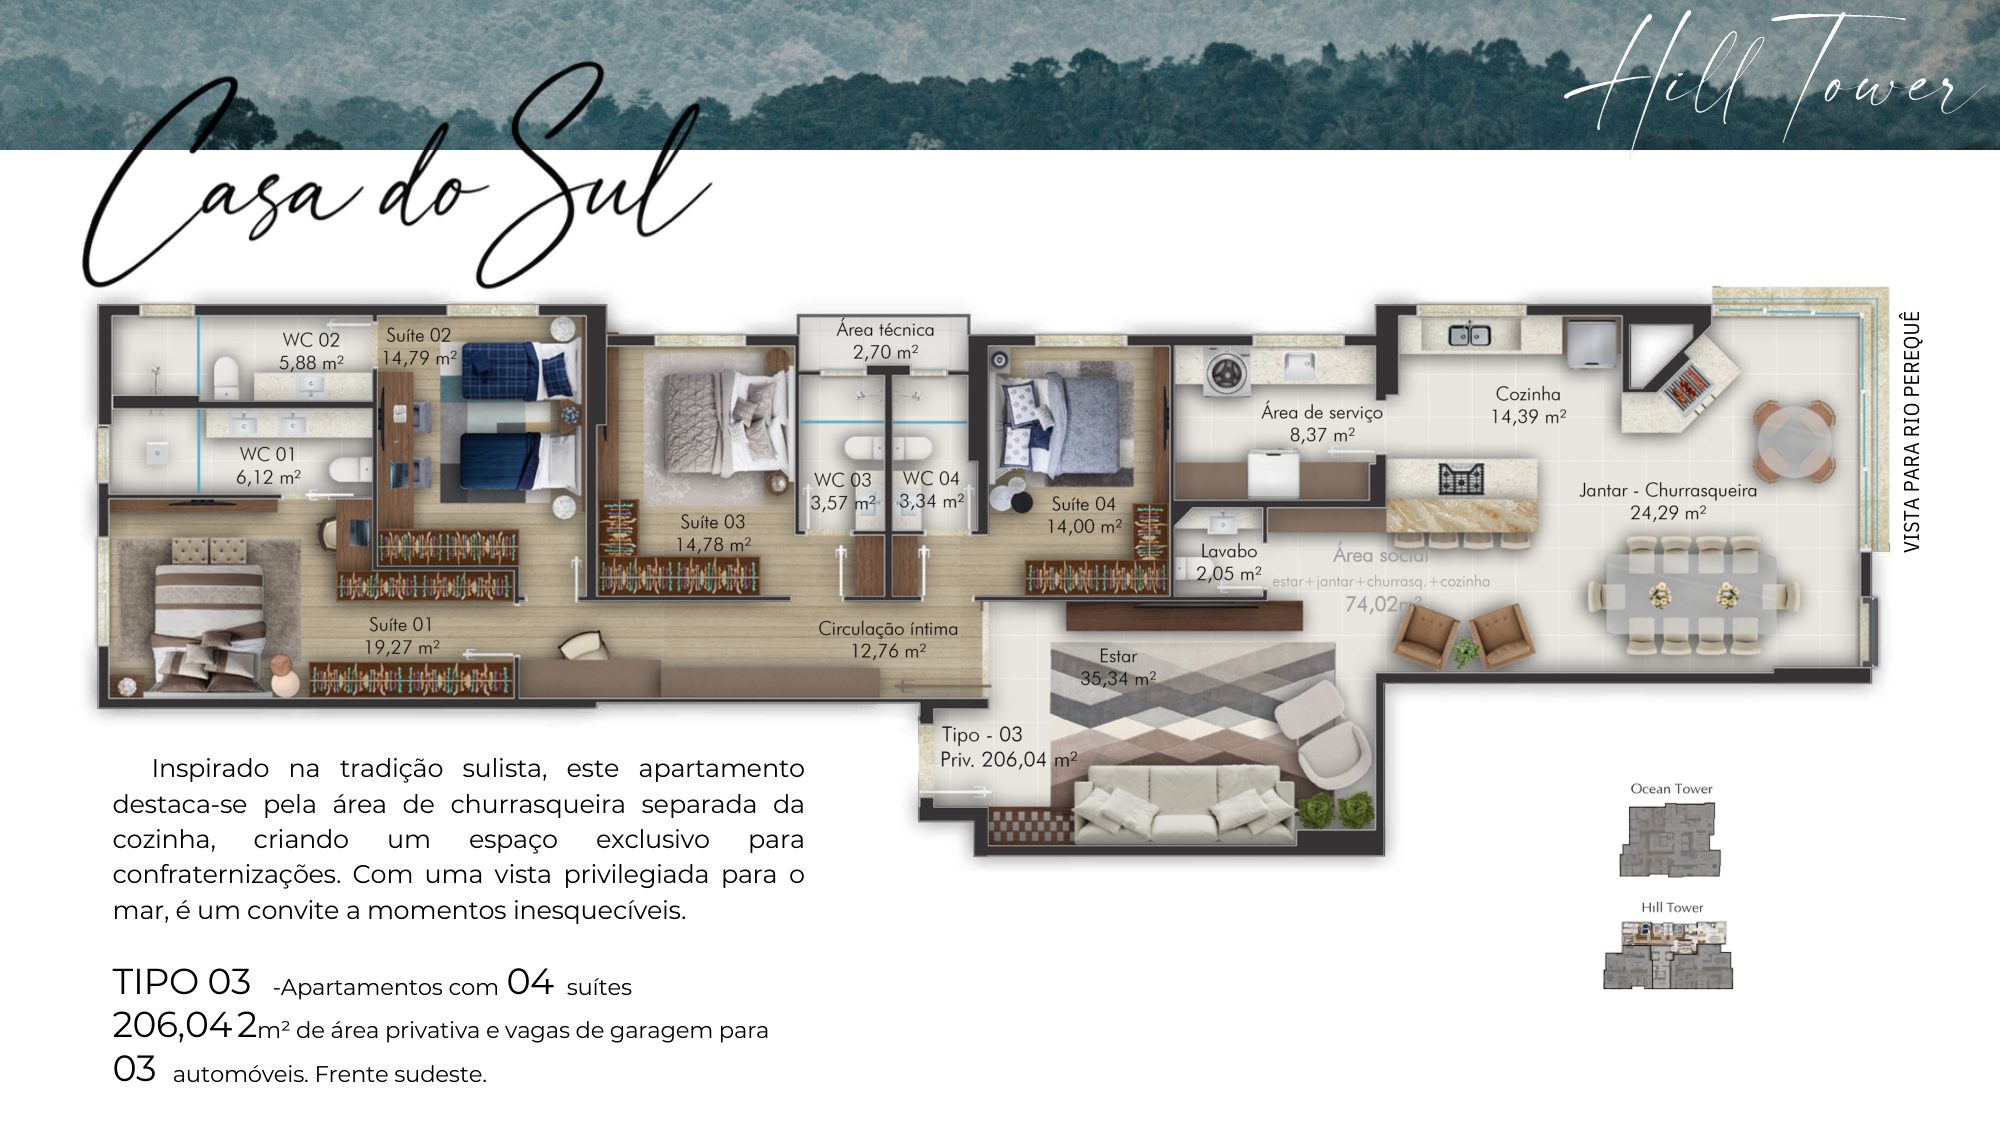 Hill Tower
Casa do Sul
WC 02
5,88 m²
Suíte 02
14,79 m²
Área técnica
2,70 m²
WC 01
6,12 m²
Suíte 03
14,78 m²
WC 03
3,57 m²
WC 04
3,34 m²
Suíte 04
14,00 m²
Área de serviço
8,37 m²
Cozinha
14,39 m²
Jantar - Churrasqueira
24,29 m²
VISTA PARA RIO PEREQUÊ
Lavabo
2,05 m²
Área social
estar+jantar+churrasq.+cozinha
74,02m²
Suíte 01
19,27 m²
Circulação íntima
12,76 m²
Estar
35,34 m²
Tipo - 03
Priv. 206,04 m²
Inspirado na tradição sulista, este apartamento
destaca-se pela área de churrasqueira separada da
cozinha, criando um espaço exclusivo para
confraternizações. Com uma vista privilegiada para o
mar, é um convite a momentos inesquecíveis.
TIPO 03 -Apartamentos com 04 suítes
206,04 2m² de área privativa e vagas de garagem para
03 automóveis. Frente sudeste.
Ocean Tower
Hill Tower